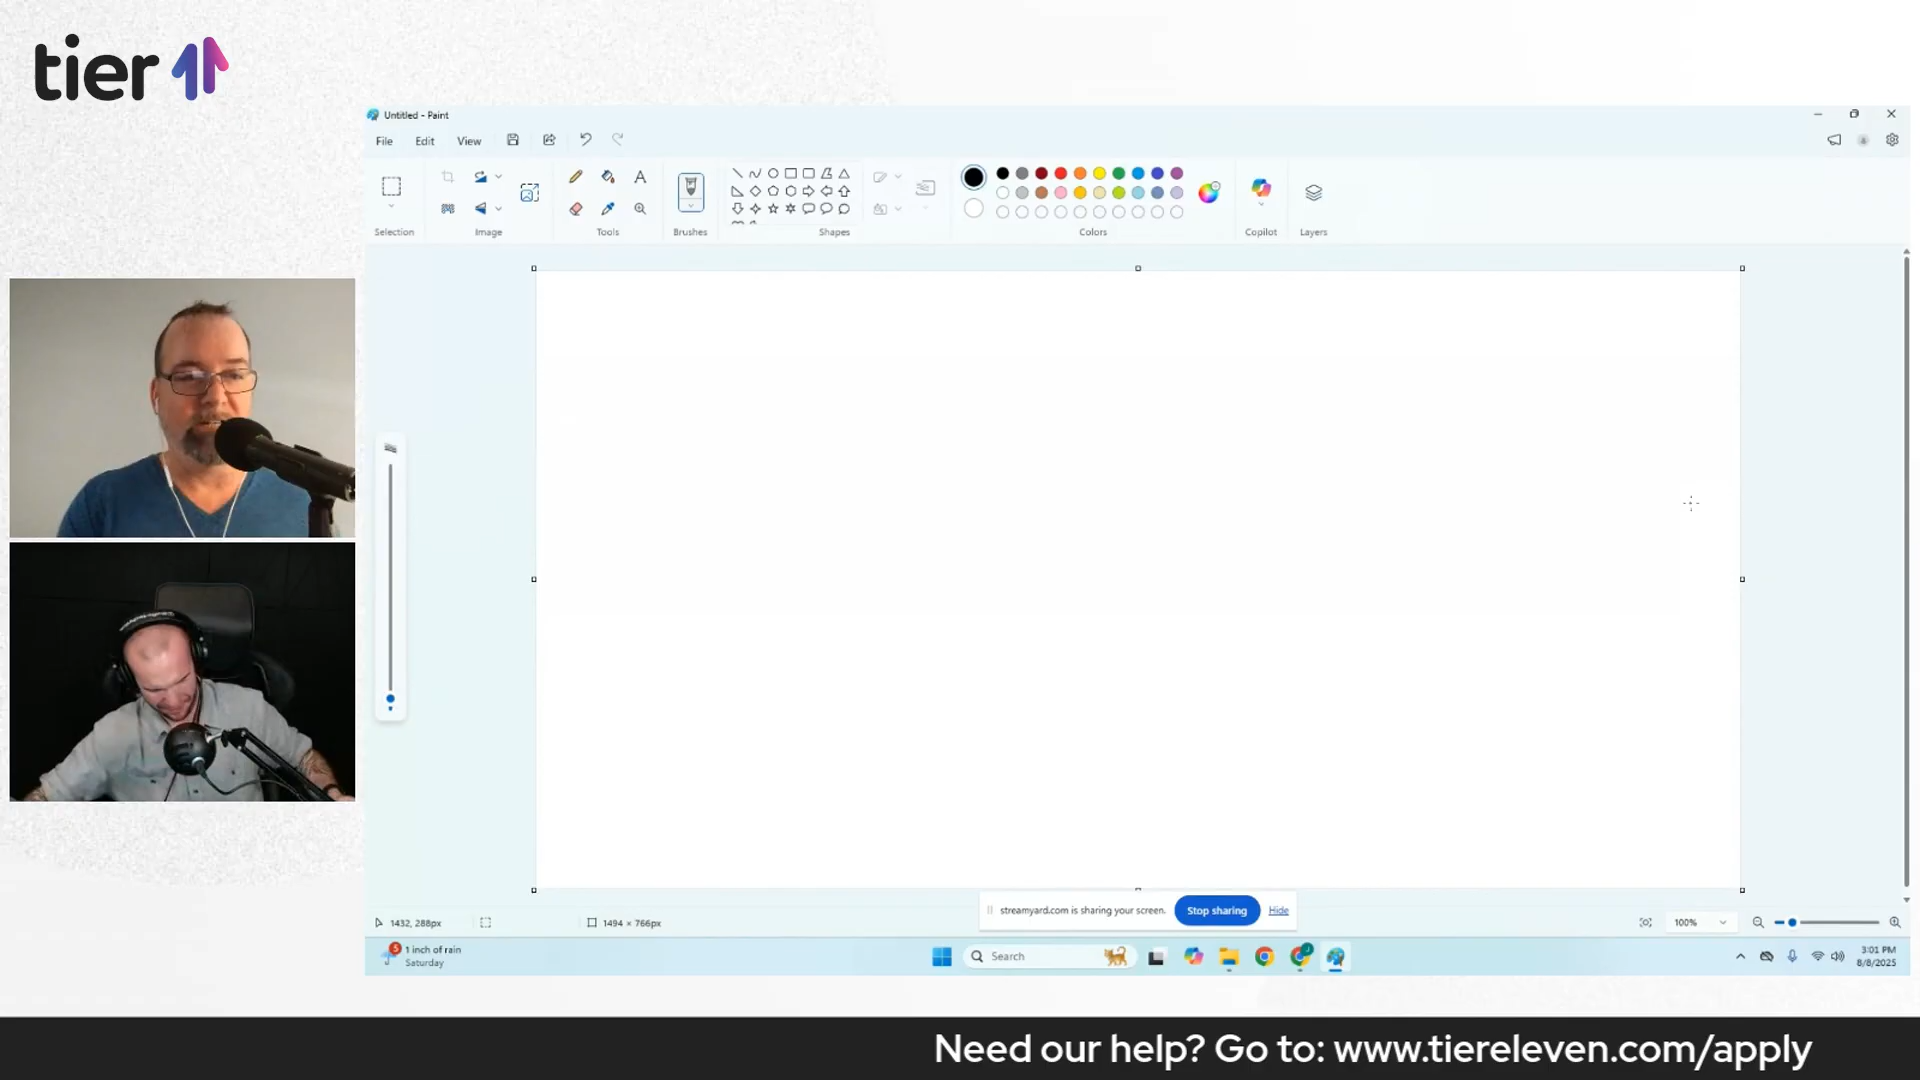 tier 11
Untitled - Paint
File Edit View
Selection
Image
Tools
Brushes
Shapes
Colors
Copilot
Layers
1432, 288px
1494 × 766px
streamyard.com is sharing your screen.
Stop sharing
Hide
100%
5
1 inch of rain
Saturday
Search
3:01 PM
8/8/2025
Need our help? Go to: www.tiereleven.com/apply